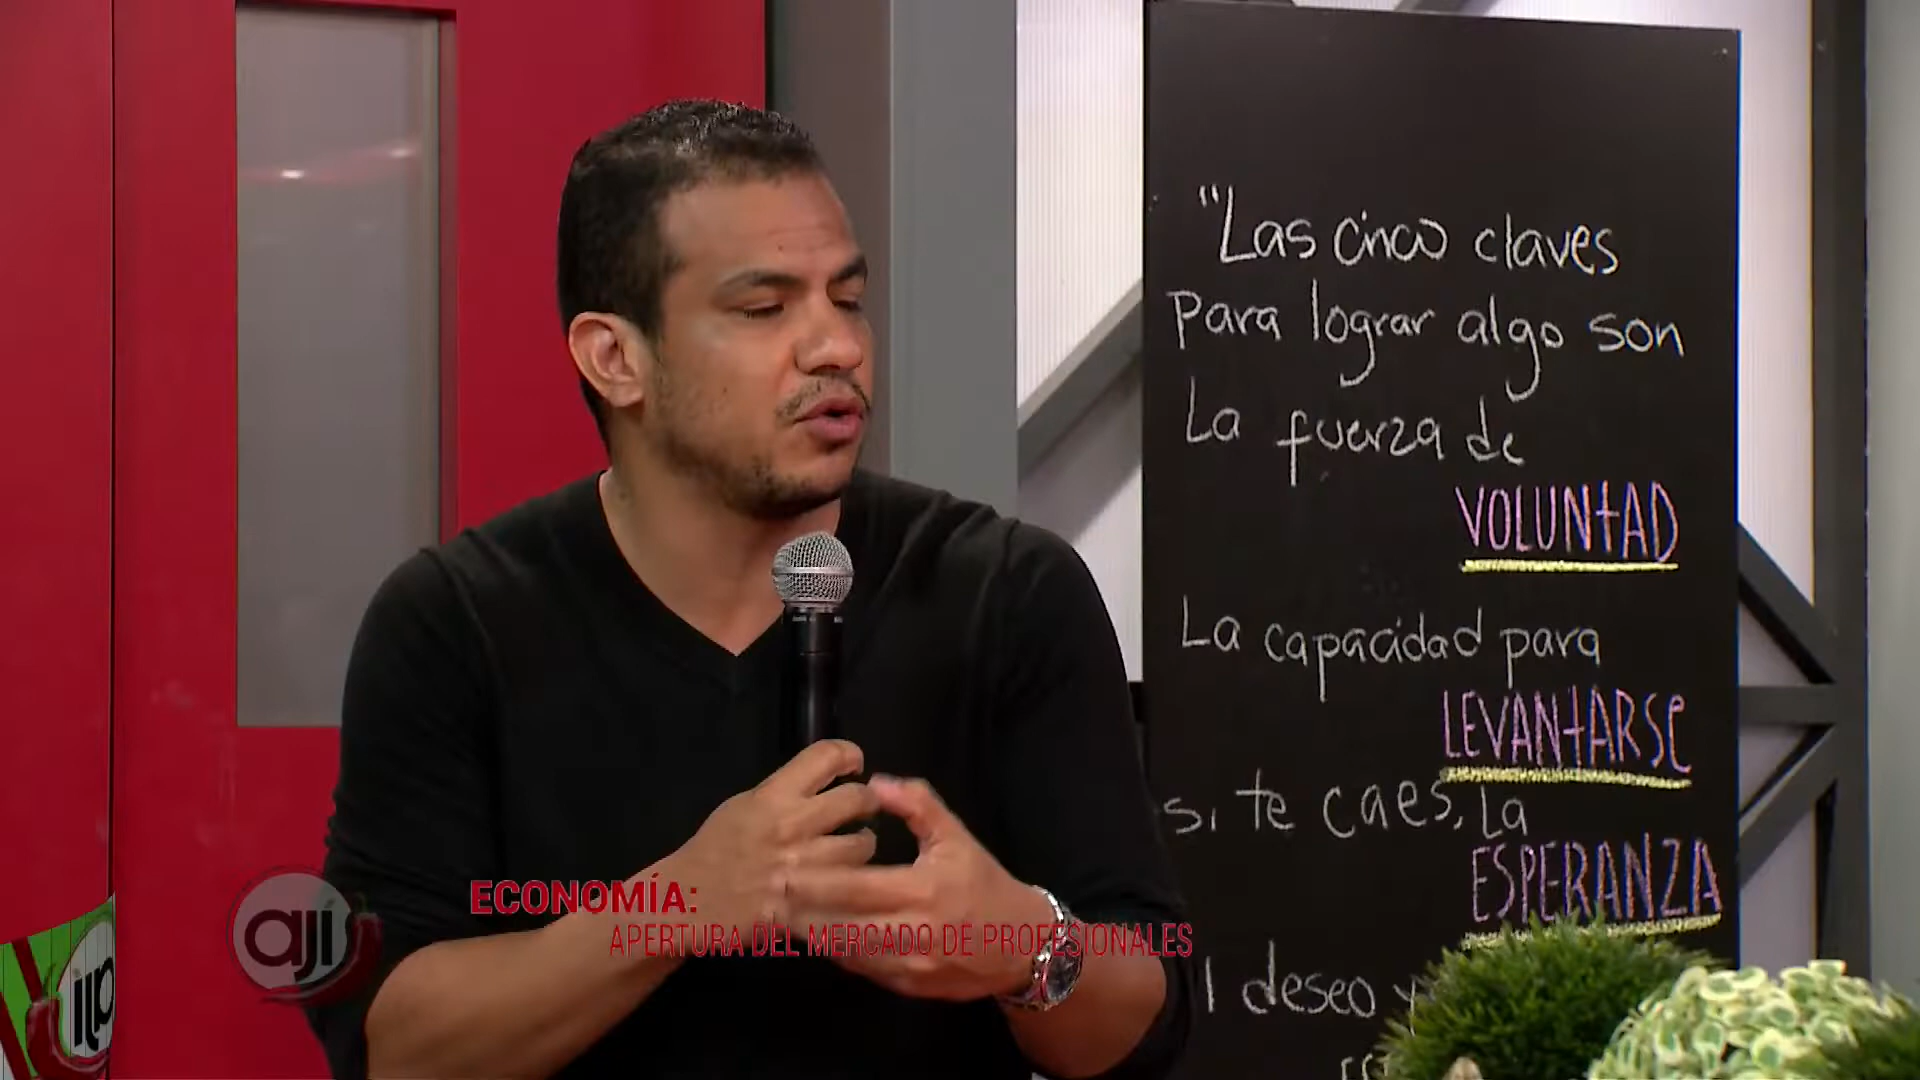 "Las cinco claves
Para lograr algo son
La fuerza de
VOLUNTAD
La capacidad para
LEVANTARSE
si te caes, La
ESPERANZA
l deseo y
ají
ECONOMÍA:
APERTURA DEL MERCADO DE PROFESIONALES